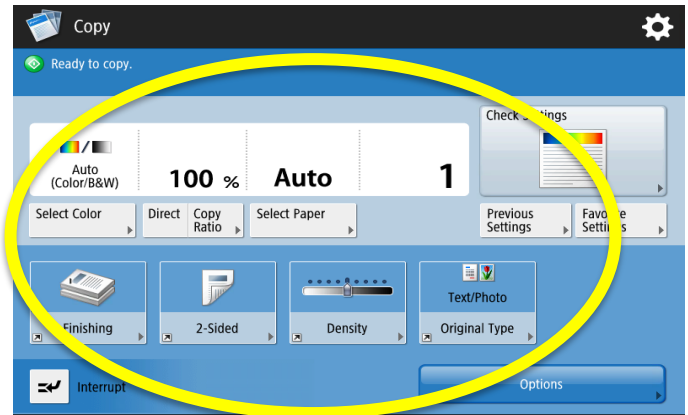 Copy
Ready to copy.
Check Settings
Auto
(Color/B&W)
100 %
Auto
1
Select Color
Direct
Copy
Ratio
Select Paper
Previous
Settings
Favorite
Settings
Text/Photo
Finishing
2-Sided
Density
Original Type
Interrupt
Options